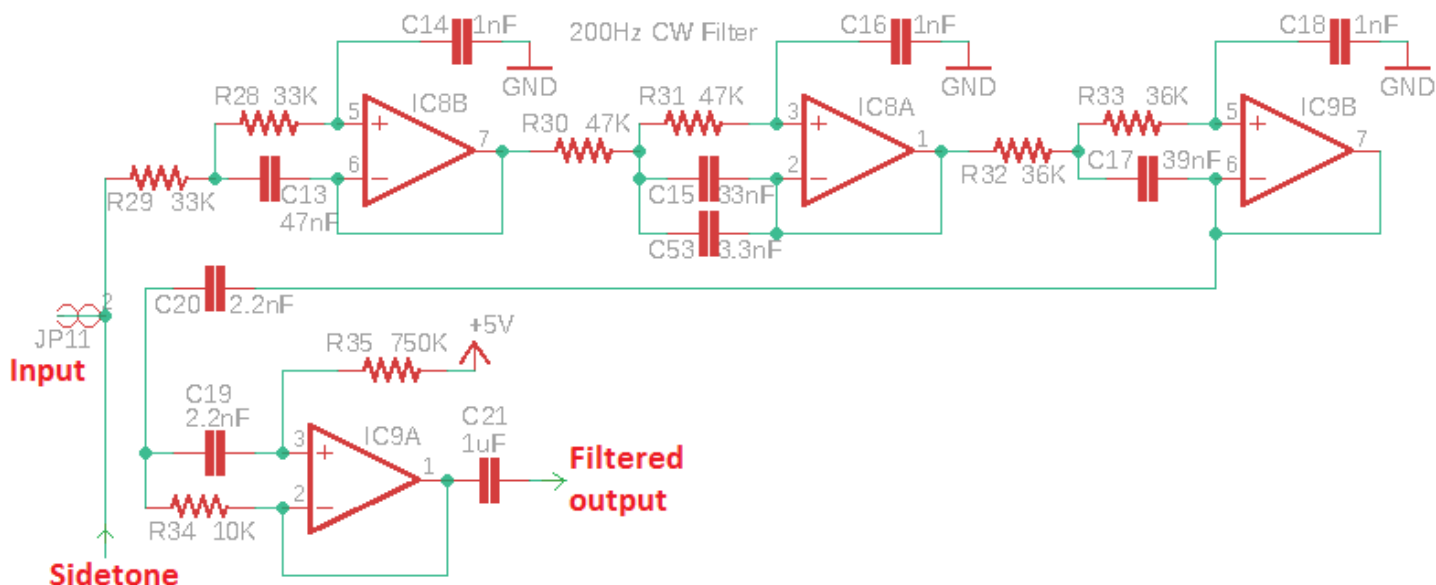 C14 1nF
200Hz CW Filter
C16 1nF
C18 1nF
GND
GND
GND
R28 33K
5
+
IC8B
6
−
7
R29 33K
C13
47nF
R30 47K
R31 47K
3
+
IC8A
2
−
1
C15 33nF
C53 3.3nF
R32 36K
R33 36K
5
+
IC9B
C17 39nF
6
−
7
C20 2.2nF
2
JP11
Input
R35 750K
+5V
C19
2.2nF
3
+
IC9A
2
−
1
C21
1uF
Filtered
output
R34 10K
Sidetone